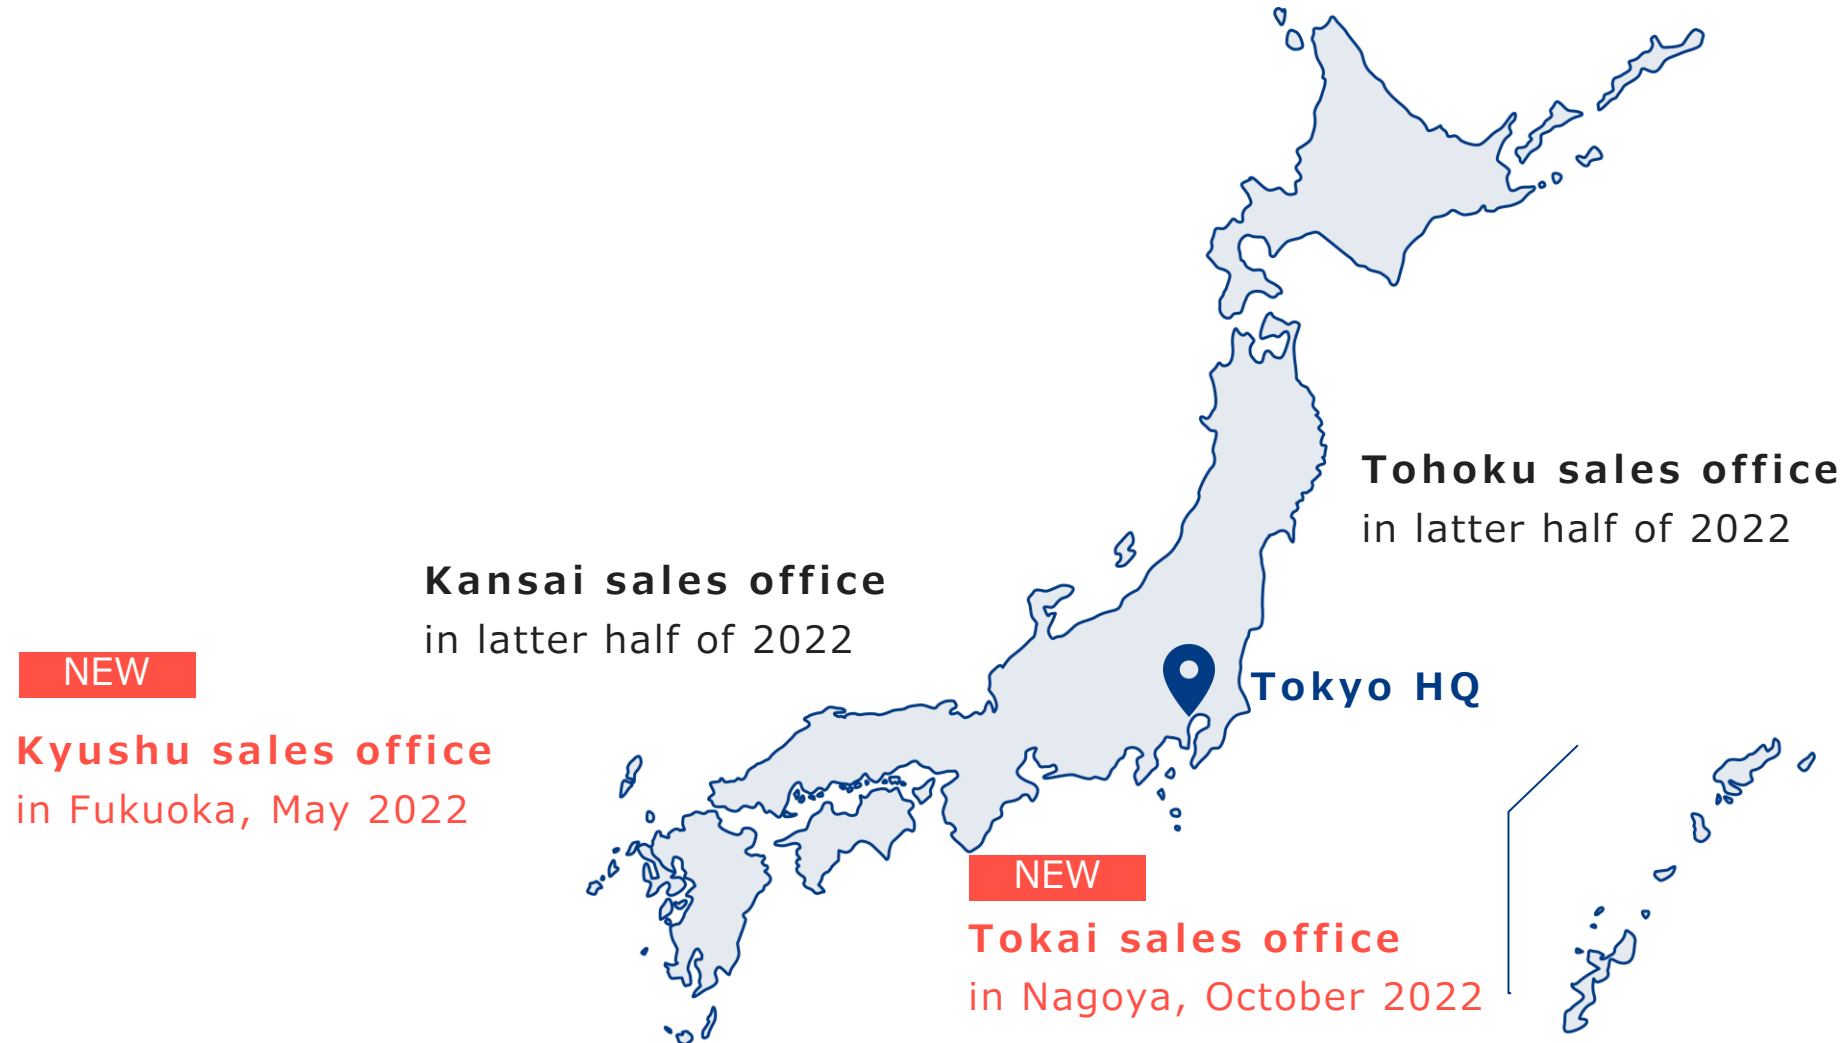 Tohoku sales office
in latter half of 2022
Kansai sales office
in latter half of 2022
NEW
Kyushu sales office
in Fukuoka, May 2022
Tokyo HQ
NEW
Tokai sales office
in Nagoya, October 2022